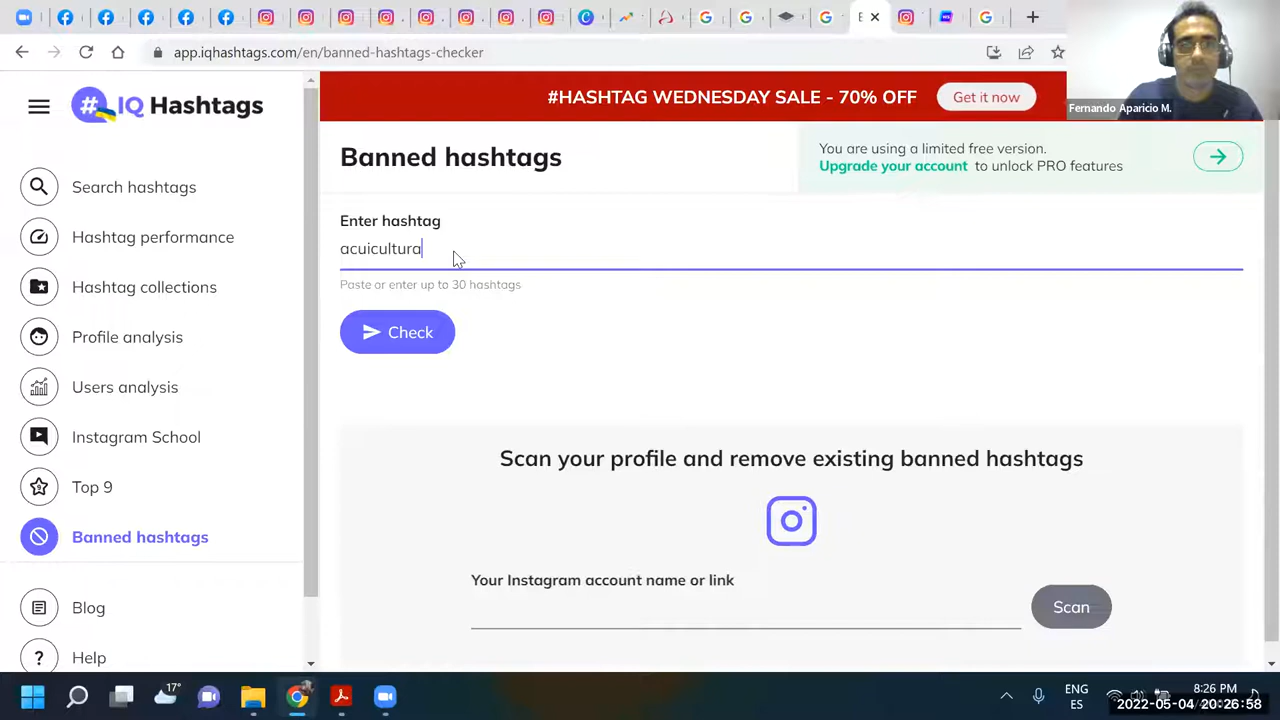 app.iqhashtags.com/en/banned-hashtags-checker
# IQ Hashtags
#HASHTAG WEDNESDAY SALE - 70% OFF
Get it now
Fernando Aparicio M.
Banned hashtags
You are using a limited free version.
Upgrade your account to unlock PRO features
Search hashtags
Hashtag performance
Hashtag collections
Profile analysis
Users analysis
Instagram School
Top 9
Banned hashtags
Blog
Help
Enter hashtag
acuicultura
Paste or enter up to 30 hashtags
Check
Scan your profile and remove existing banned hashtags
Your Instagram account name or link
Scan
17°
ENG
ES
8:26 PM
2022-05-04 20:26:58